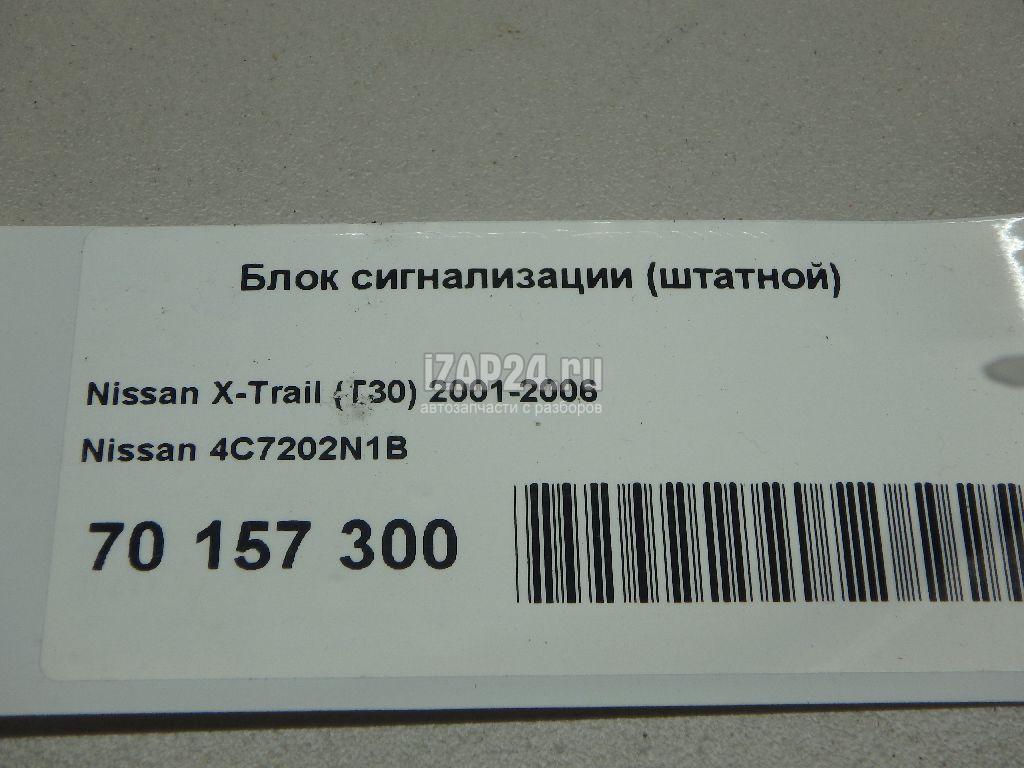 Блок сигнализации (штатной)
iZAP24.ru
Nissan X-Trail (T30) 2001-2006
автозапчасти с разборов
Nissan 4C7202N1B
70 157 300